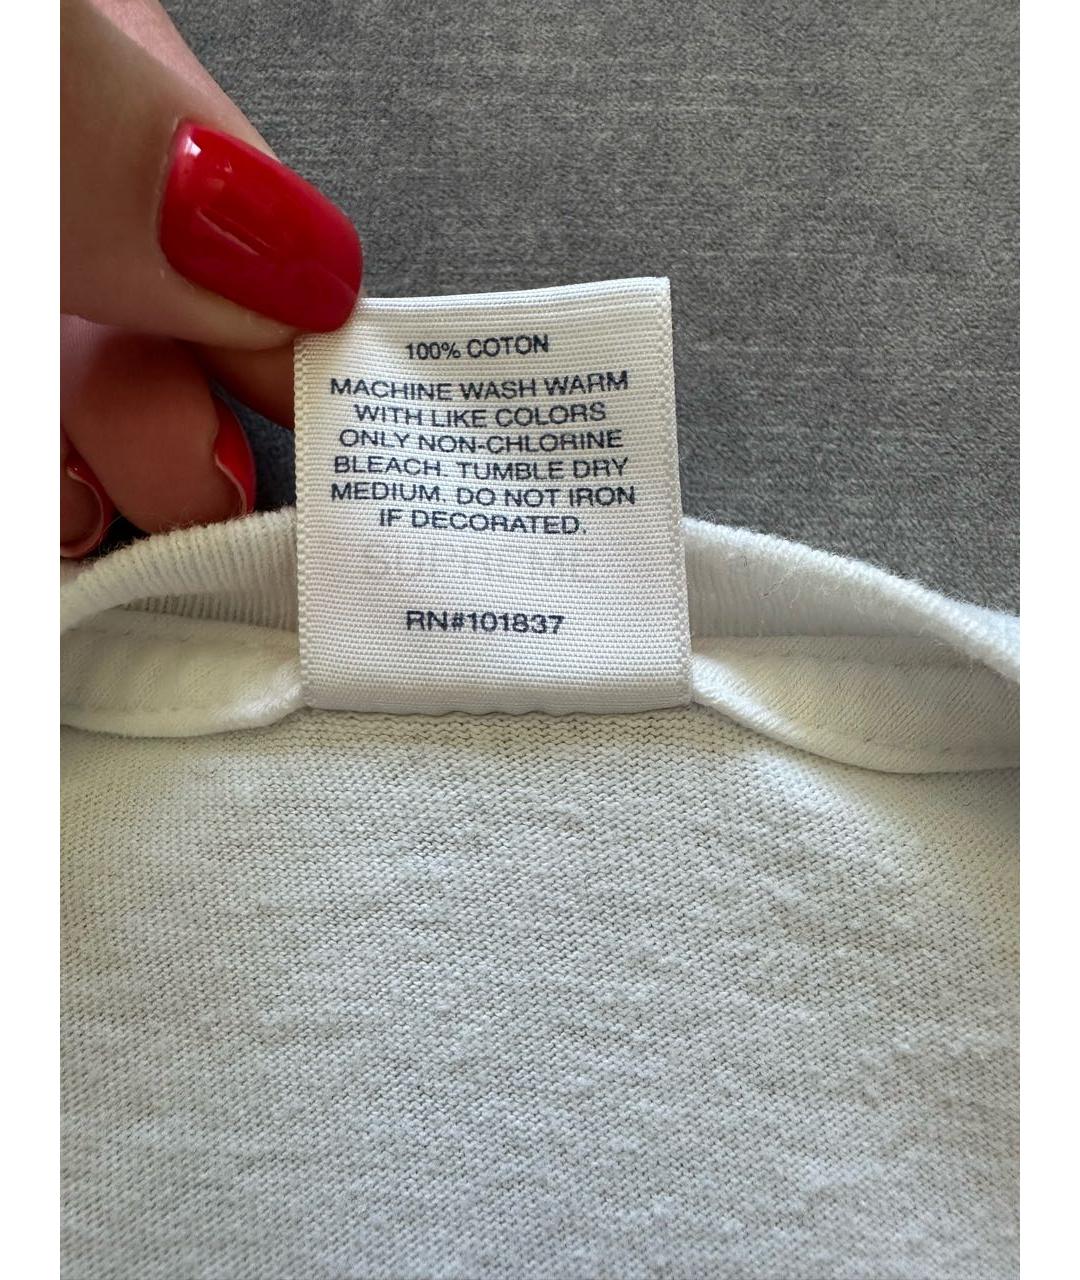 100% COTON
MACHINE WASH WARM
WITH LIKE COLORS
ONLY NON-CHLORINE
BLEACH. TUMBLE DRY
MEDIUM. DO NOT IRON
IF DECORATED.
RN#101837